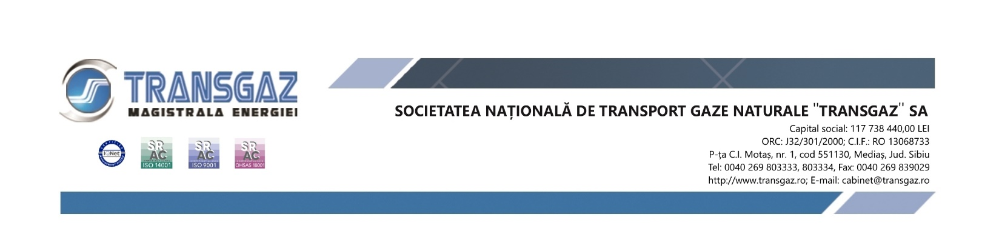 TRANSGAZ
MAGISTRALA ENERGIEI
CERTIFIED
IQNet
MANAGEMENT SYSTEM
SR
AC
ISO 14001
SR
AC
ISO 9001
SR
AC
OHSAS 18001
SOCIETATEA NAȚIONALĂ DE TRANSPORT GAZE NATURALE "TRANSGAZ" SA
Capital social: 117 738 440,00 LEI
ORC: J32/301/2000; C.I.F.: RO 13068733
P-ța C.I. Motaș, nr. 1, cod 551130, Mediaș, Jud. Sibiu
Tel: 0040 269 803333, 803334, Fax: 0040 269 839029
http://www.transgaz.ro; E-mail: cabinet@transgaz.ro